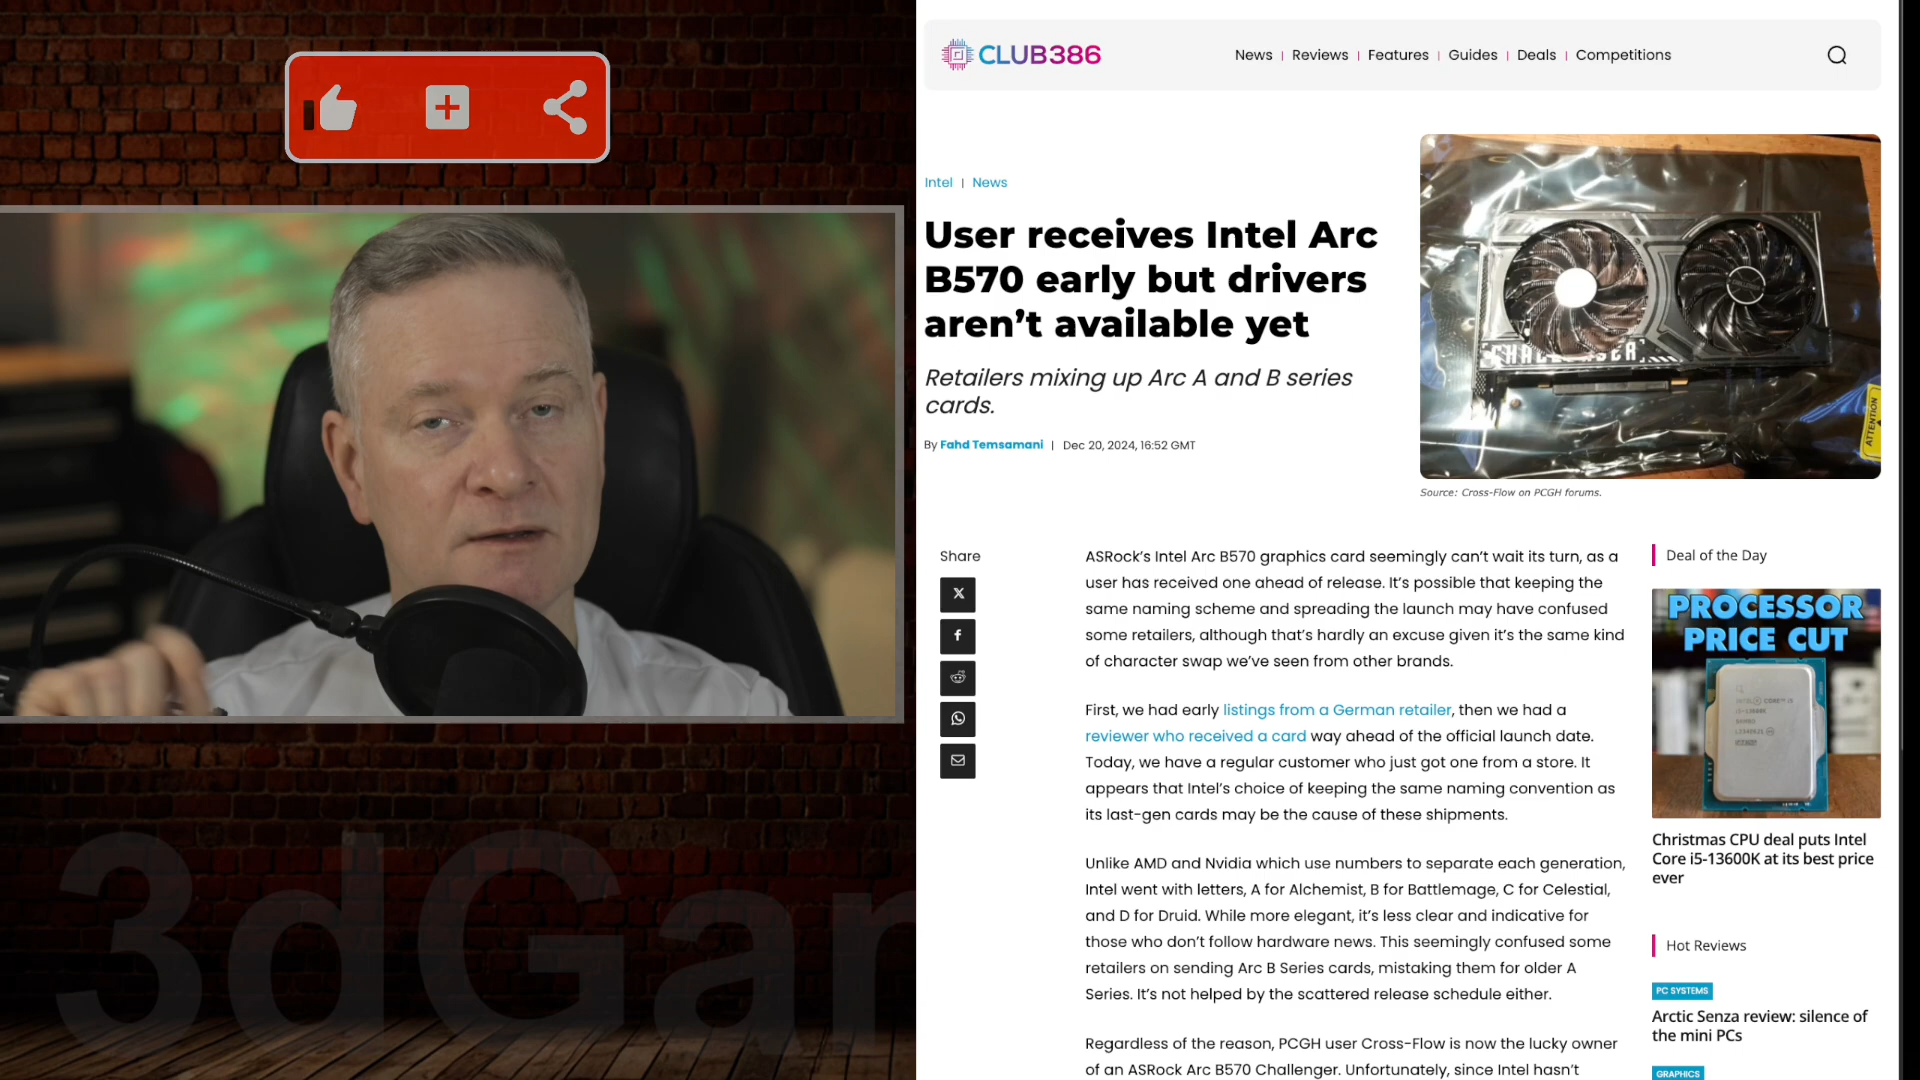 CLUB386
News | Reviews | Features | Guides | Deals | Competitions
Intel | News
User receives Intel Arc
B570 early but drivers
aren’t available yet
Retailers mixing up Arc A and B series
cards.
By Fahd Temsamani | Dec 20, 2024, 16:52 GMT
CHALLENGER
ATTENTION
Source: Cross-Flow on PCGH forums.
Share
ASRock’s Intel Arc B570 graphics card seemingly can’t wait its turn, as a
user has received one ahead of release. It’s possible that keeping the
same naming scheme and spreading the launch may have confused
some retailers, although that’s hardly an excuse given it’s the same kind
of character swap we’ve seen from other brands.
First, we had early listings from a German retailer, then we had a
reviewer who received a card way ahead of the official launch date.
Today, we have a regular customer who just got one from a store. It
appears that Intel’s choice of keeping the same naming convention as
its last-gen cards may be the cause of these shipments.
Unlike AMD and Nvidia which use numbers to separate each generation,
Intel went with letters, A for Alchemist, B for Battlemage, C for Celestial,
and D for Druid. While more elegant, it’s less clear and indicative for
those who don’t follow hardware news. This seemingly confused some
retailers on sending Arc B Series cards, mistaking them for older A
Series. It’s not helped by the scattered release schedule either.
Regardless of the reason, PCGH user Cross-Flow is now the lucky owner
of an ASRock Arc B570 Challenger. Unfortunately, since Intel hasn’t
Deal of the Day
PROCESSOR
PRICE CUT
Christmas CPU deal puts Intel
Core i5-13600K at its best price
ever
Hot Reviews
PC SYSTEMS
Arctic Senza review: silence of
the mini PCs
GRAPHICS
3dGa